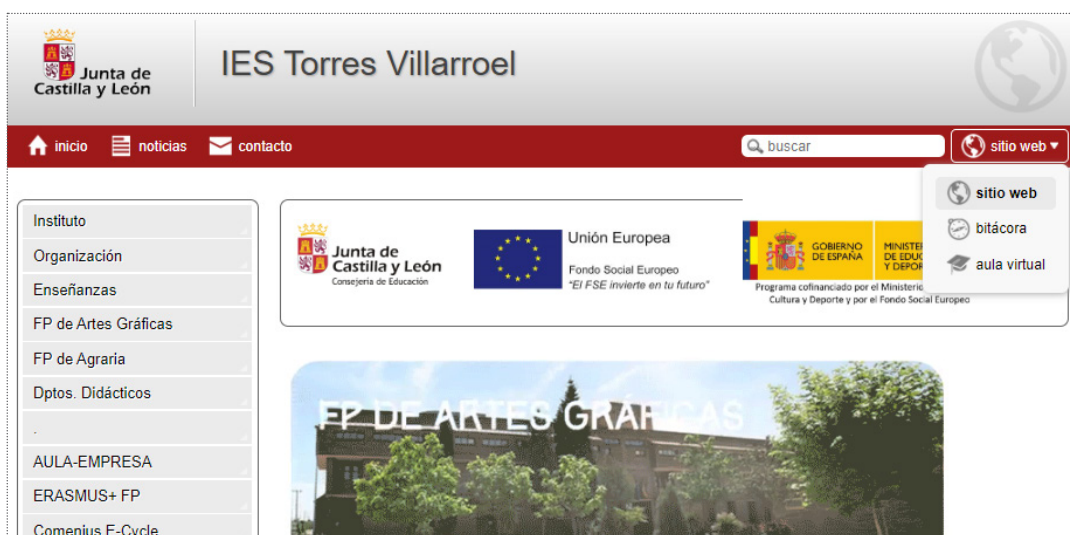 Junta de
Castilla y León
IES Torres Villarroel
inicio
noticias
contacto
buscar
sitio web
sitio web
bitácora
aula virtual
Instituto
Organización
Enseñanzas
FP de Artes Gráficas
FP de Agraria
Dptos. Didácticos
.
AULA-EMPRESA
ERASMUS+ FP
Comenius E-Cycle
Junta de
Castilla y León
Consejería de Educación
Unión Europea
Fondo Social Europeo
"El FSE invierte en tu futuro"
GOBIERNO
DE ESPAÑA
Programa cofinanciado por el
Cultura y Deporte y por el Fondo Social Europeo
FP DE ARTES GRÁFICAS